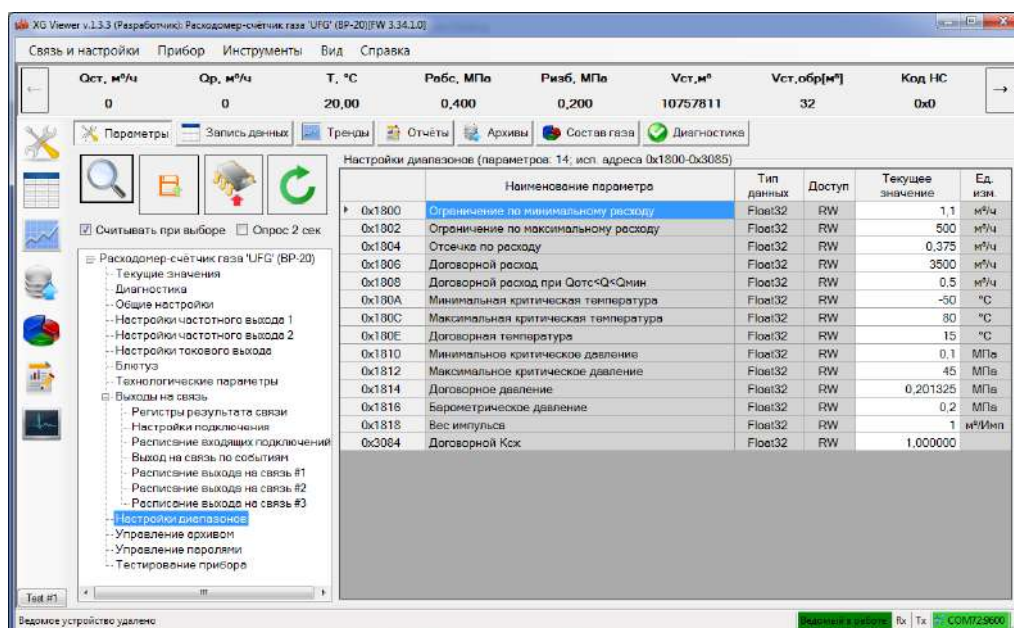 XG Viewer v.1.3.3 (Разработчик): Расходомер-счётчик газа 'UFG' (ВР-20)[FW 3.34.1.0]
Связь и настройки Прибор Инструменты Вид Справка
Qст, м³/ч Qр, м³/ч T, °C Рабс, МПа Ризб, МПа Vст,м³ Vст,обр[м³] Код НС
0 0 20,00 0,400 0,200 10757811 32 0x0
Параметры Запись данных Тренды Отчёты Архивы Состав газа Диагностика
Считывать при выборе Опрос 2 сек
Расходомер-счётчик газа 'UFG' (ВР-20)
Текущие значения
Диагностика
Общие настройки
Настройки частотного выхода 1
Настройки частотного выхода 2
Настройки токового выхода
Блютуз
Технологические параметры
Выходы на связь
Регистры результата связи
Настройки подключения
Расписание входящих подключений
Выход на связь по событиям
Расписание выхода на связь #1
Расписание выхода на связь #2
Расписание выхода на связь #3
Настройки диапазонов
Управление архивом
Управление паролями
Тестирование прибора
Настройки диапазонов (параметров: 14; исп. адреса 0x1800-0x3085)
Наименование параметра Тип данных Доступ Текущее значение Ед. изм.
0x1800 Ограничение по минимальному расходу Float32 RW 1,1 м³/ч
0x1802 Ограничение по максимальному расходу Float32 RW 500 м³/ч
0x1804 Отсечка по расходу Float32 RW 0,375 м³/ч
0x1806 Договорной расход Float32 RW 3500 м³/ч
0x1808 Договорной расход при Qотс<Q<Qмин Float32 RW 0,5 м³/ч
0x180A Минимальная критическая температура Float32 RW -50 °C
0x180C Максимальная критическая температура Float32 RW 80 °C
0x180E Договорная температура Float32 RW 15 °C
0x1810 Минимальное критическое давление Float32 RW 0,1 МПа
0x1812 Максимальное критическое давление Float32 RW 45 МПа
0x1814 Договорное давление Float32 RW 0,201325 МПа
0x1816 Барометрическое давление Float32 RW 0,2 МПа
0x1818 Вес импульса Float32 RW 1 м³/Имп
0x3084 Договорной Ксж Float32 RW 1,000000
Test #1
Ведомое устройство удалено Ведомый в работе Rx Tx COM72:9600